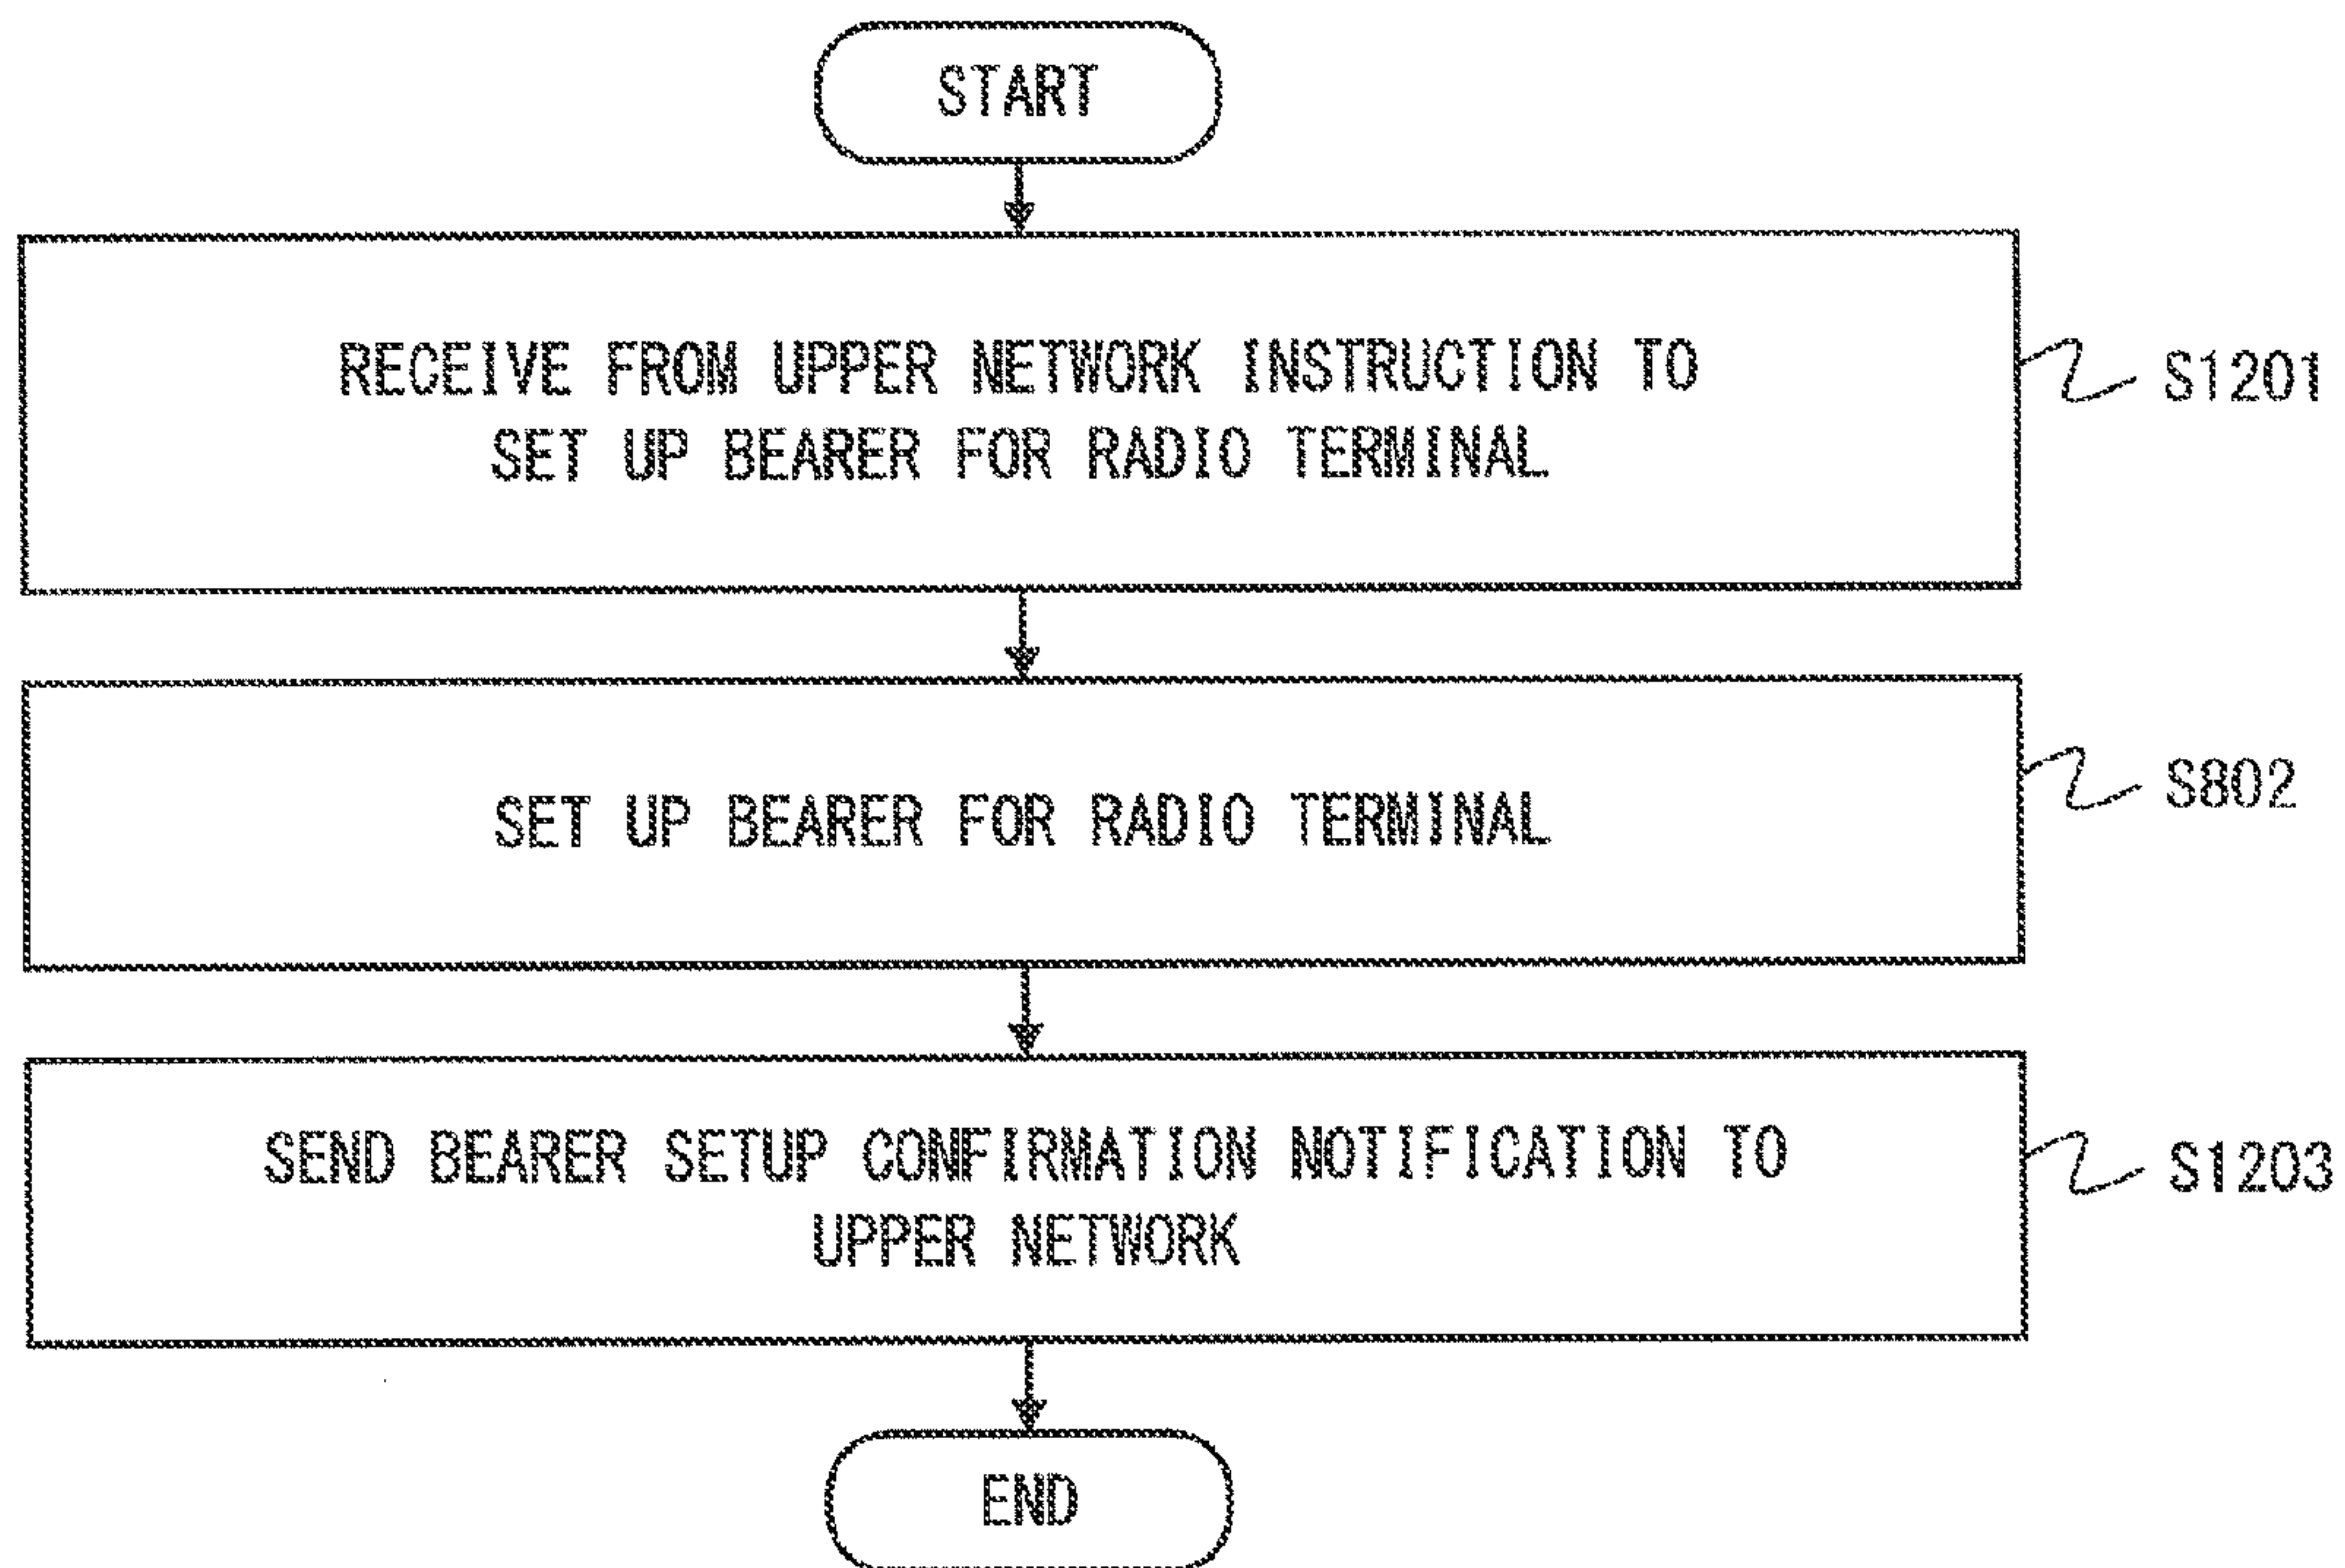 START
RECEIVE FROM UPPER NETWORK INSTRUCTION TO
SET UP BEARER FOR RADIO TERMINAL
S1201
SET UP BEARER FOR RADIO TERMINAL
S802
SEND BEARER SETUP CONFIRMATION NOTIFICATION TO
UPPER NETWORK
S1203
END